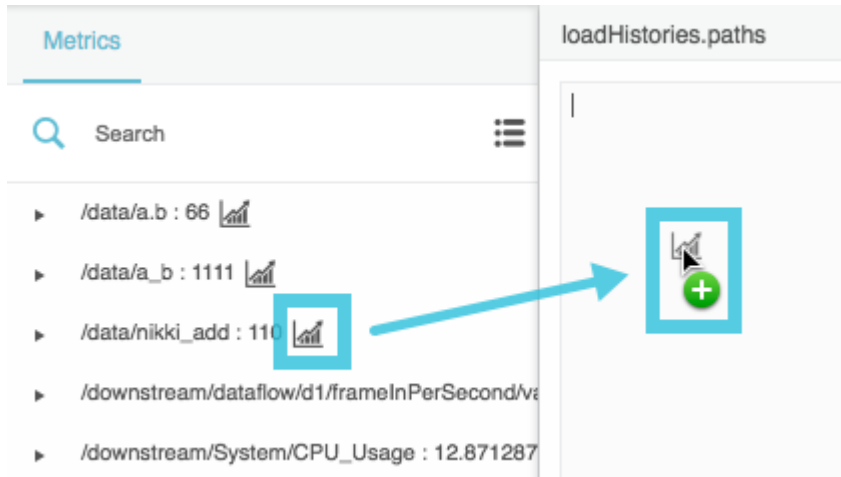 Metrics
Search
/data/a.b : 66
/data/a_b : 1111
/data/nikki_add : 110
/downstream/dataflow/d1/frameInPerSecond/va
/downstream/System/CPU_Usage : 12.871287
loadHistories.paths